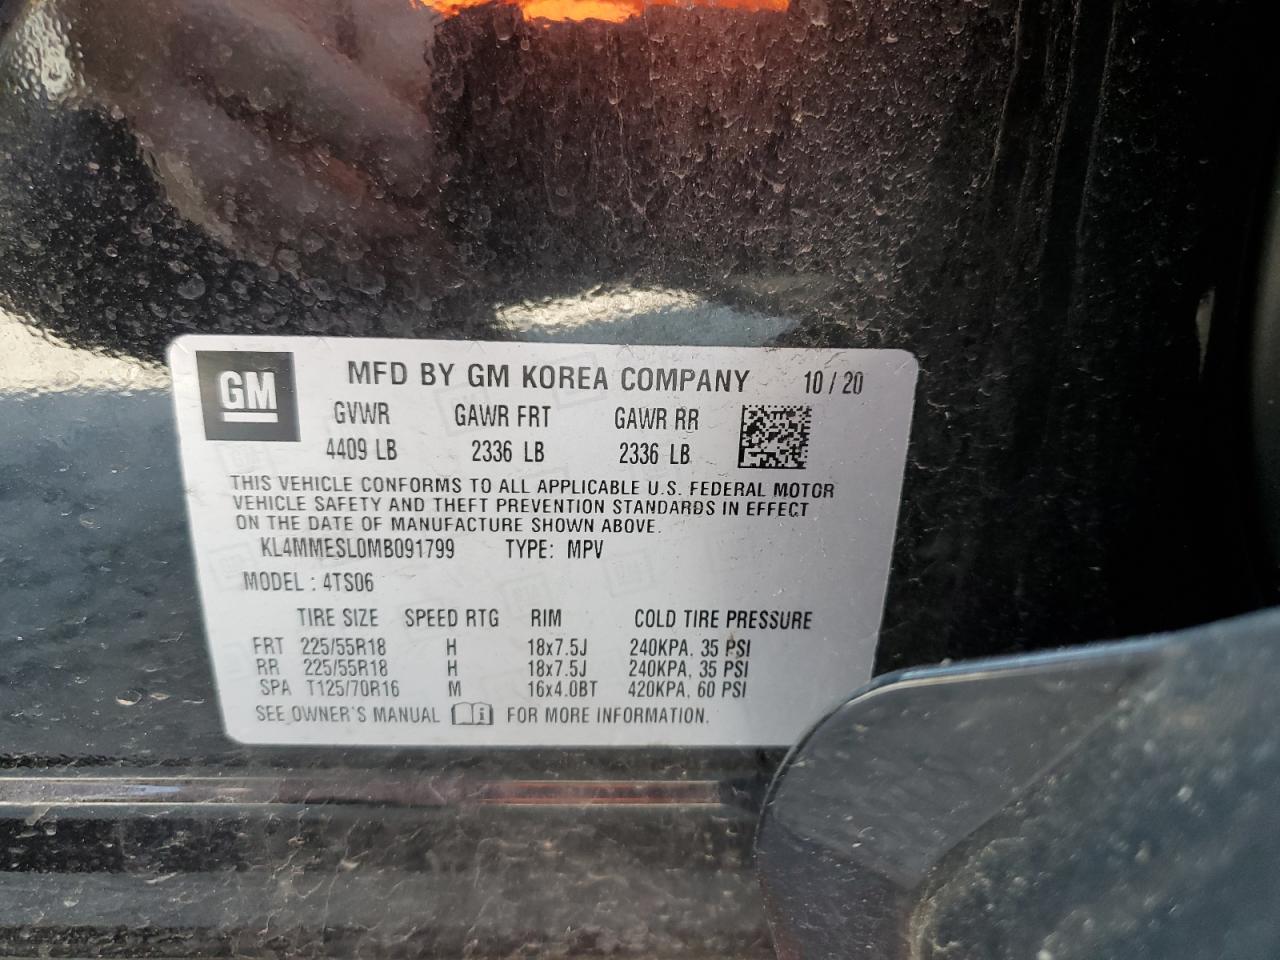 GM MFD BY GM KOREA COMPANY 10 / 20
GVWR GAWR FRT GAWR RR
4409 LB 2336 LB 2336 LB
THIS VEHICLE CONFORMS TO ALL APPLICABLE U.S. FEDERAL MOTOR
VEHICLE SAFETY AND THEFT PREVENTION STANDARDS IN EFFECT
ON THE DATE OF MANUFACTURE SHOWN ABOVE.
KL4MMESL0MB091799 TYPE: MPV
MODEL : 4TS06
TIRE SIZE SPEED RTG RIM COLD TIRE PRESSURE
FRT 225/55R18 H 18x7.5J 240KPA, 35 PSI
RR 225/55R18 H 18x7.5J 240KPA, 35 PSI
SPA T125/70R16 M 16x4.0BT 420KPA, 60 PSI
SEE OWNER'S MANUAL i FOR MORE INFORMATION.